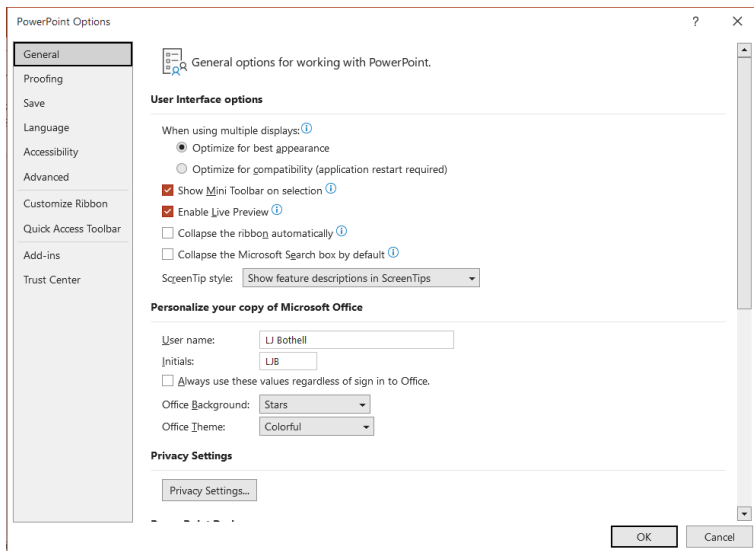 PowerPoint Options
General
Proofing
Save
Language
Accessibility
Advanced
Customize Ribbon
Quick Access Toolbar
Add-ins
Trust Center
General options for working with PowerPoint.
User Interface options
When using multiple displays:
Optimize for best appearance
Optimize for compatibility (application restart required)
Show Mini Toolbar on selection
Enable Live Preview
Collapse the ribbon automatically
Collapse the Microsoft Search box by default
ScreenTip style: Show feature descriptions in ScreenTips
Personalize your copy of Microsoft Office
User name: LJ Bothell
Initials: LJB
Always use these values regardless of sign in to Office.
Office Background: Stars
Office Theme: Colorful
Privacy Settings
Privacy Settings...
OK Cancel